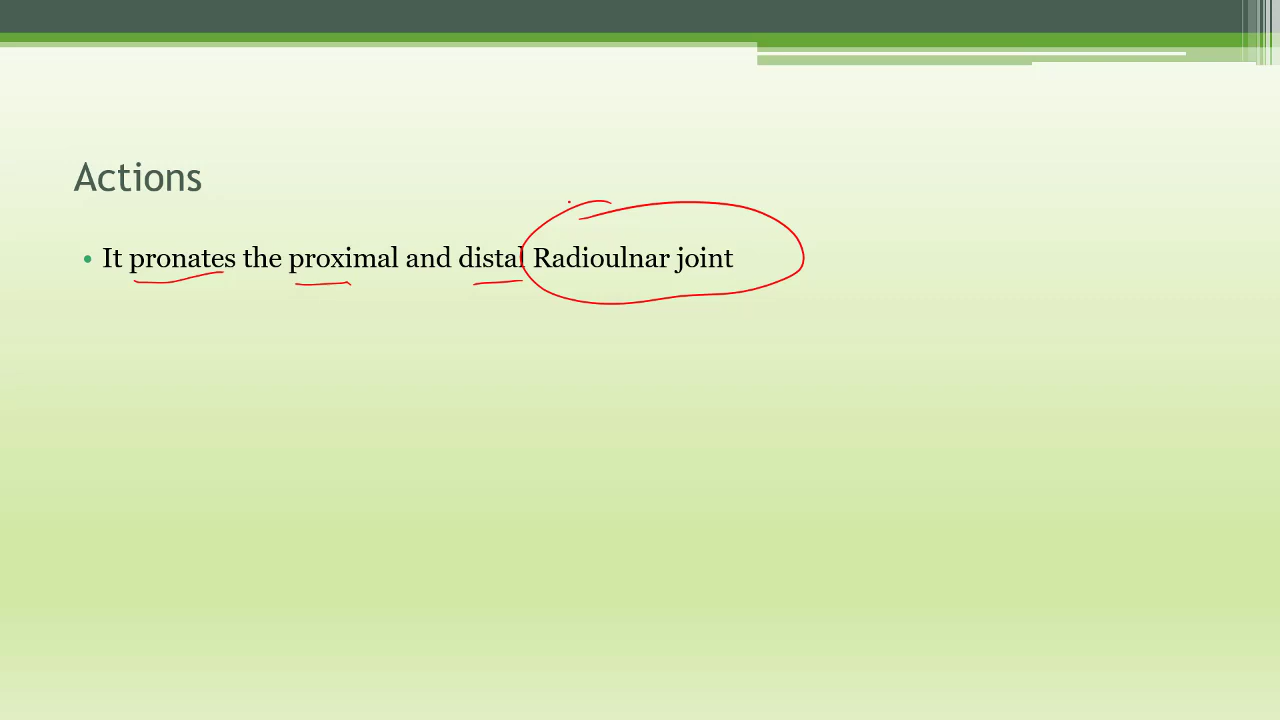 Actions
• It pronates the proximal and distal Radioulnar joint